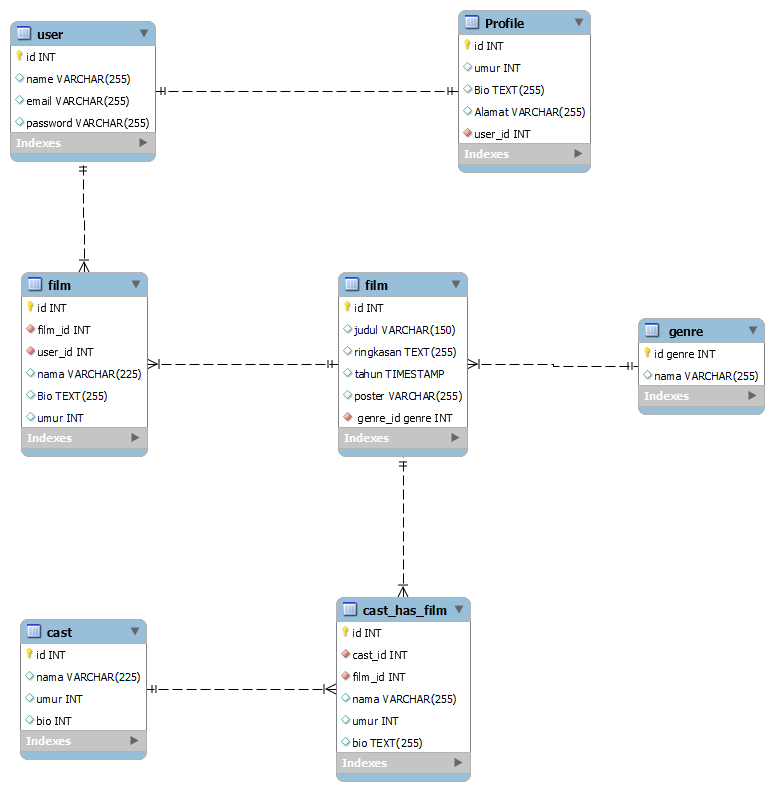 user
id INT
name VARCHAR(255)
email VARCHAR(255)
password VARCHAR(255)
Indexes
Profile
id INT
umur INT
Bio TEXT(255)
Alamat VARCHAR(255)
user_id INT
Indexes
film
id INT
film_id INT
user_id INT
nama VARCHAR(225)
Bio TEXT(255)
umur INT
Indexes
film
id INT
judul VARCHAR(150)
ringkasan TEXT(255)
tahun TIMESTAMP
poster VARCHAR(255)
genre_id genre INT
Indexes
genre
id genre INT
nama VARCHAR(255)
Indexes
cast
id INT
nama VARCHAR(225)
umur INT
bio INT
Indexes
cast_has_film
id INT
cast_id INT
film_id INT
nama VARCHAR(255)
umur INT
bio TEXT(255)
Indexes